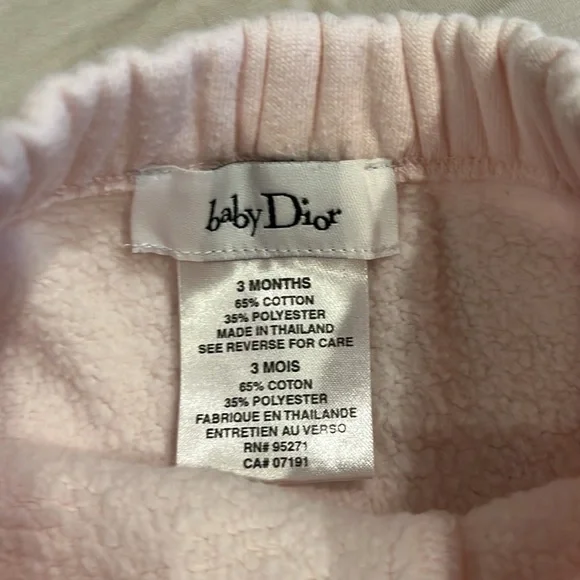 baby Dior
3 MONTHS
65% COTTON
35% POLYESTER
MADE IN THAILAND
SEE REVERSE FOR CARE
3 MOIS
65% COTON
35% POLYESTER
FABRIQUE EN THAILANDE
ENTRETIEN AU VERSO
RN# 95271
CA# 07191